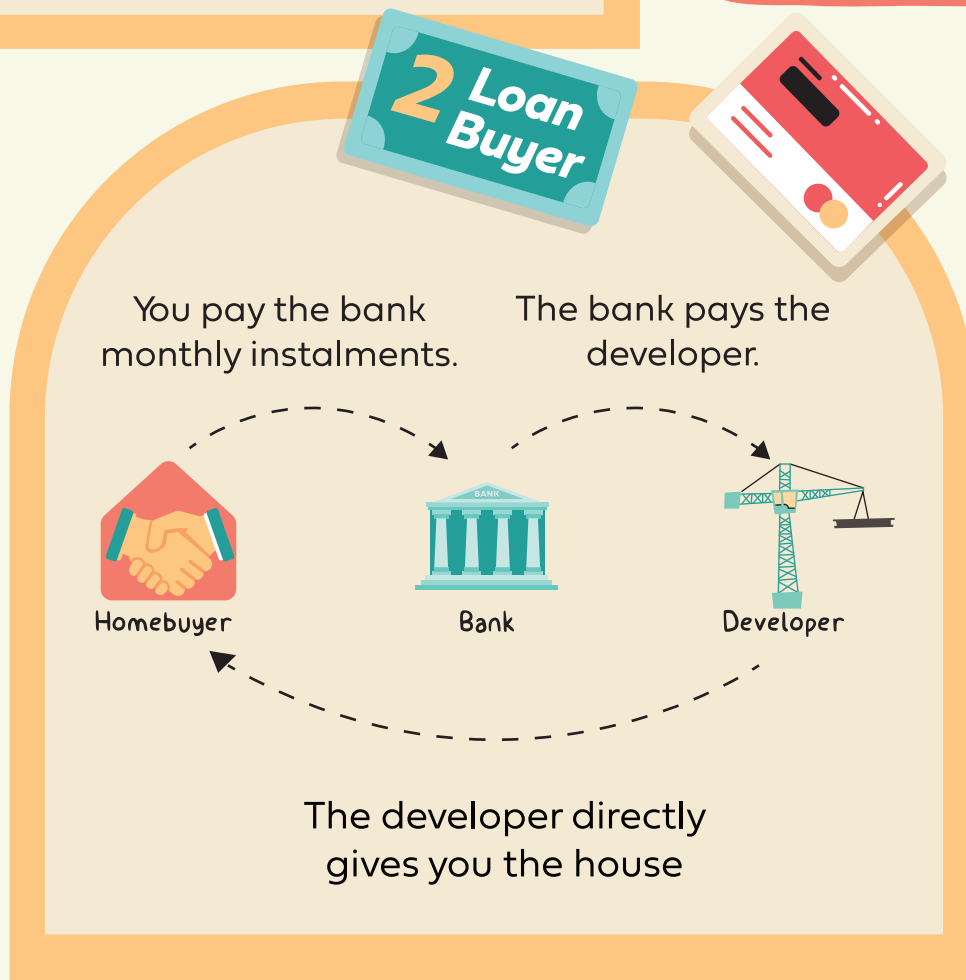 2 Loan
Buyer
You pay the bank
monthly instalments.
The bank pays the
developer.
BANK
Homebuyer
Bank
Developer
The developer directly
gives you the house